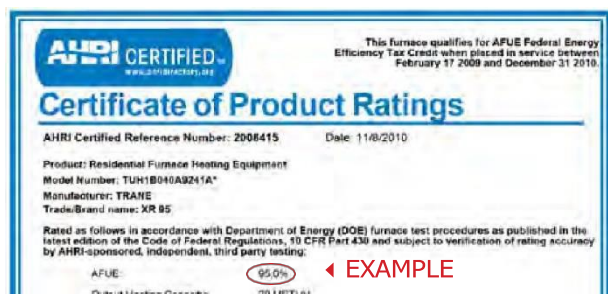 This furnace qualifies for AFUE Federal Energy
Efficiency Tax Credit when placed in service between
February 17 2009 and December 31 2010.
AHRI CERTIFIED
www.ahridirectory.org
Certificate of Product Ratings
AHRI Certified Reference Number: 2008415 Date: 11/8/2010
Product: Residential Furnace Heating Equipment
Model Number: TUH1B040A9241A*
Manufacturer: TRANE
Trade/Brand name: XR 95
Rated as follows in accordance with Department of Energy (DOE) furnace test procedures as published in the
latest edition of the Code of Federal Regulations, 10 CFR Part 430 and subject to verification of rating accuracy
by AHRI-sponsored, independent, third party testing:
AFUE: 95.0% EXAMPLE
Output Heating Capacity: